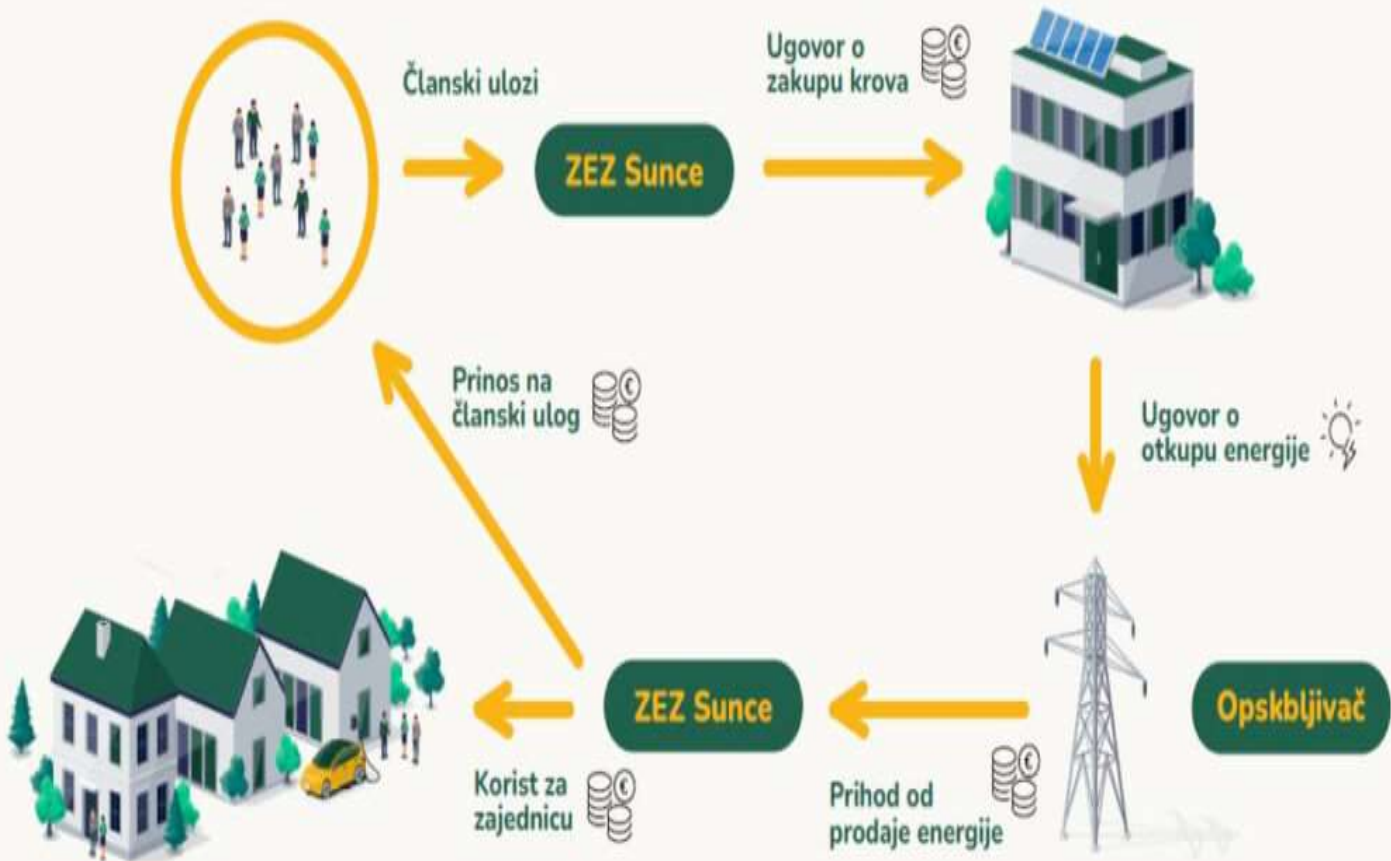 Članski ulozi
ZEZ Sunce
Ugovor o
zakupu krova
€
Prinos na
članski ulog
€
Ugovor o
otkupu energije
ZEZ Sunce
Opskbljivač
Korist za
zajednicu
€
Prihod od
prodaje energije
€